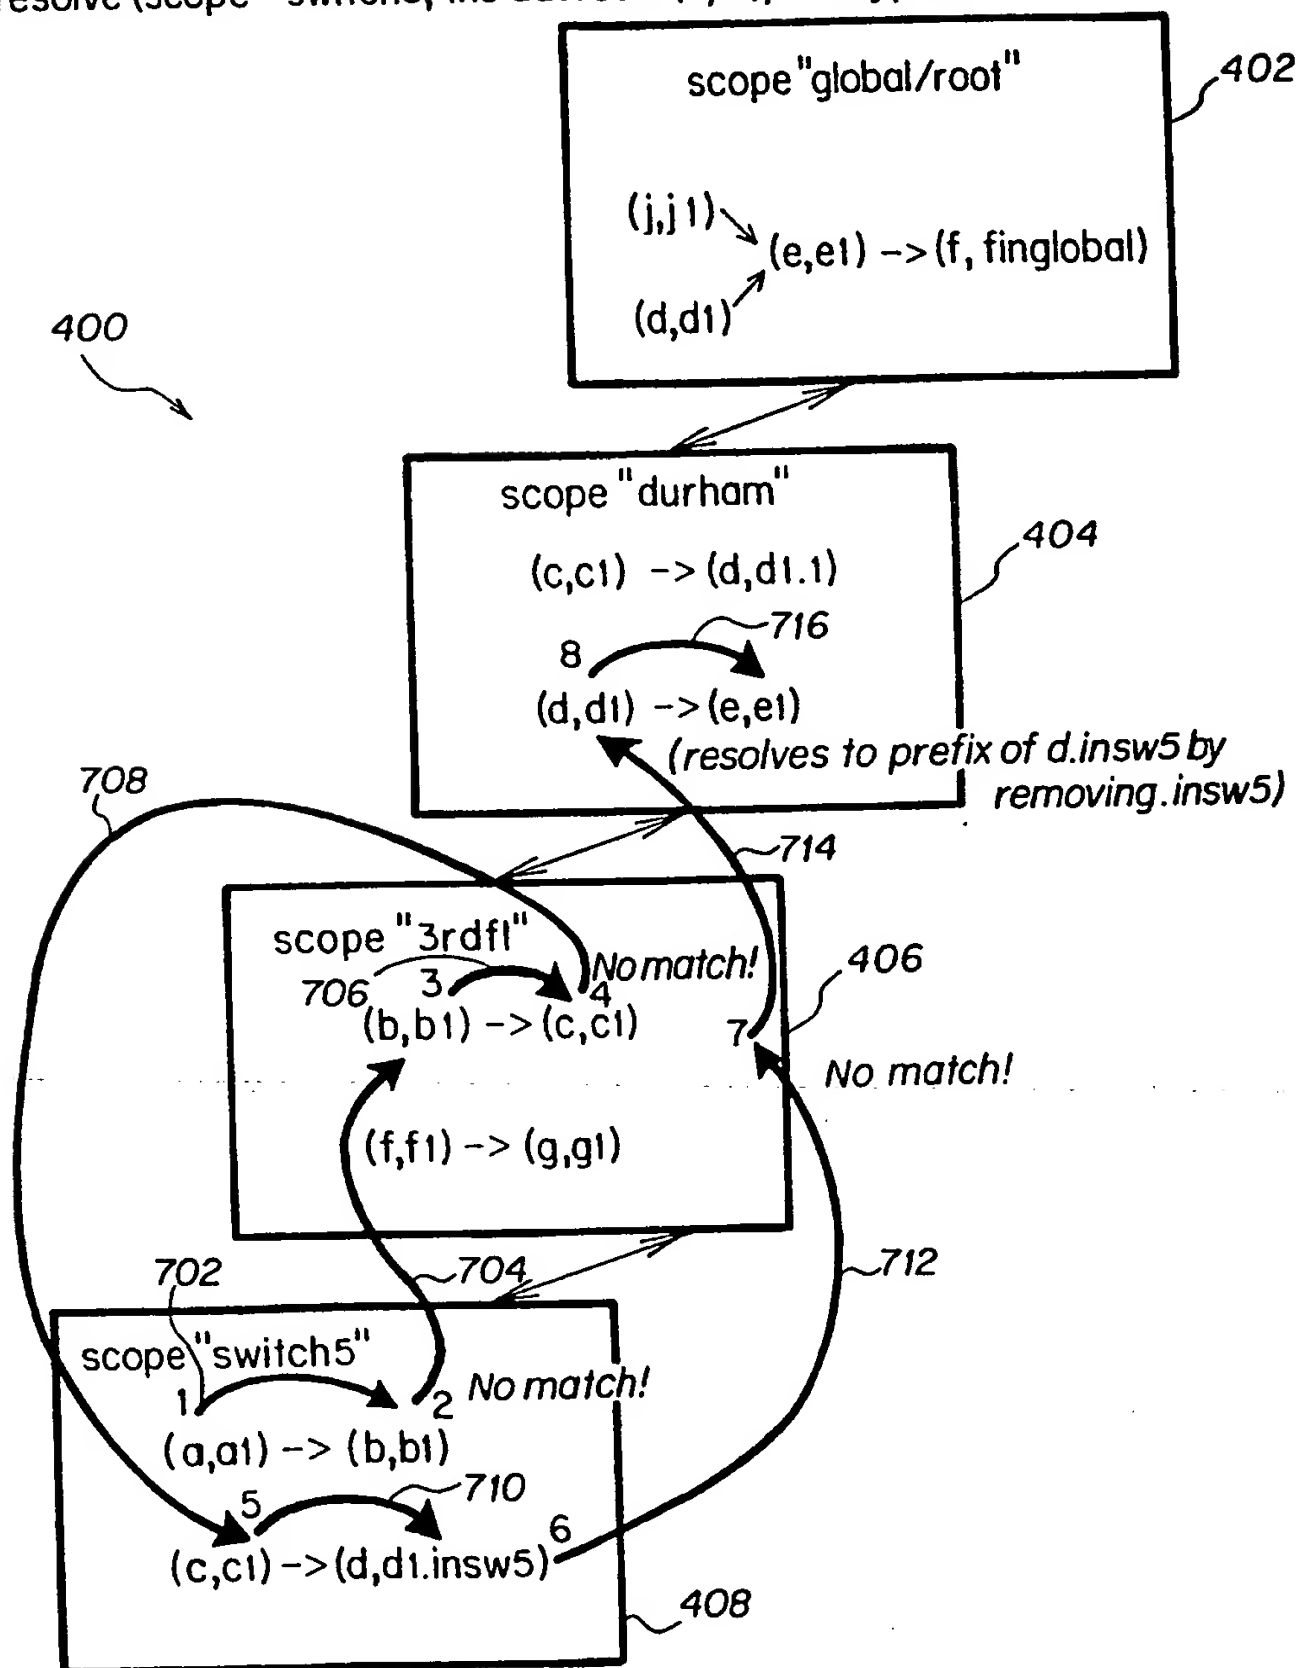 scope "global/root"
402
(j,j1)
(e,e1) -> (f, finglobal)
(d,d1)
400
scope "durham"
404
(c,c1) -> (d,d1.1)
716
8
(d,d1) -> (e,e1)
(resolves to prefix of d.insw5 by
removing.insw5)
708
714
scope "3rdfl"
No match!
406
706 3 4
(b,b1) -> (c,c1)
7
No match!
(f,f1) -> (g,g1)
702
704
712
scope "switch5"
1 2 No match!
(a,a1) -> (b,b1)
710
5 6
(c,c1) -> (d,d1.insw5)
408